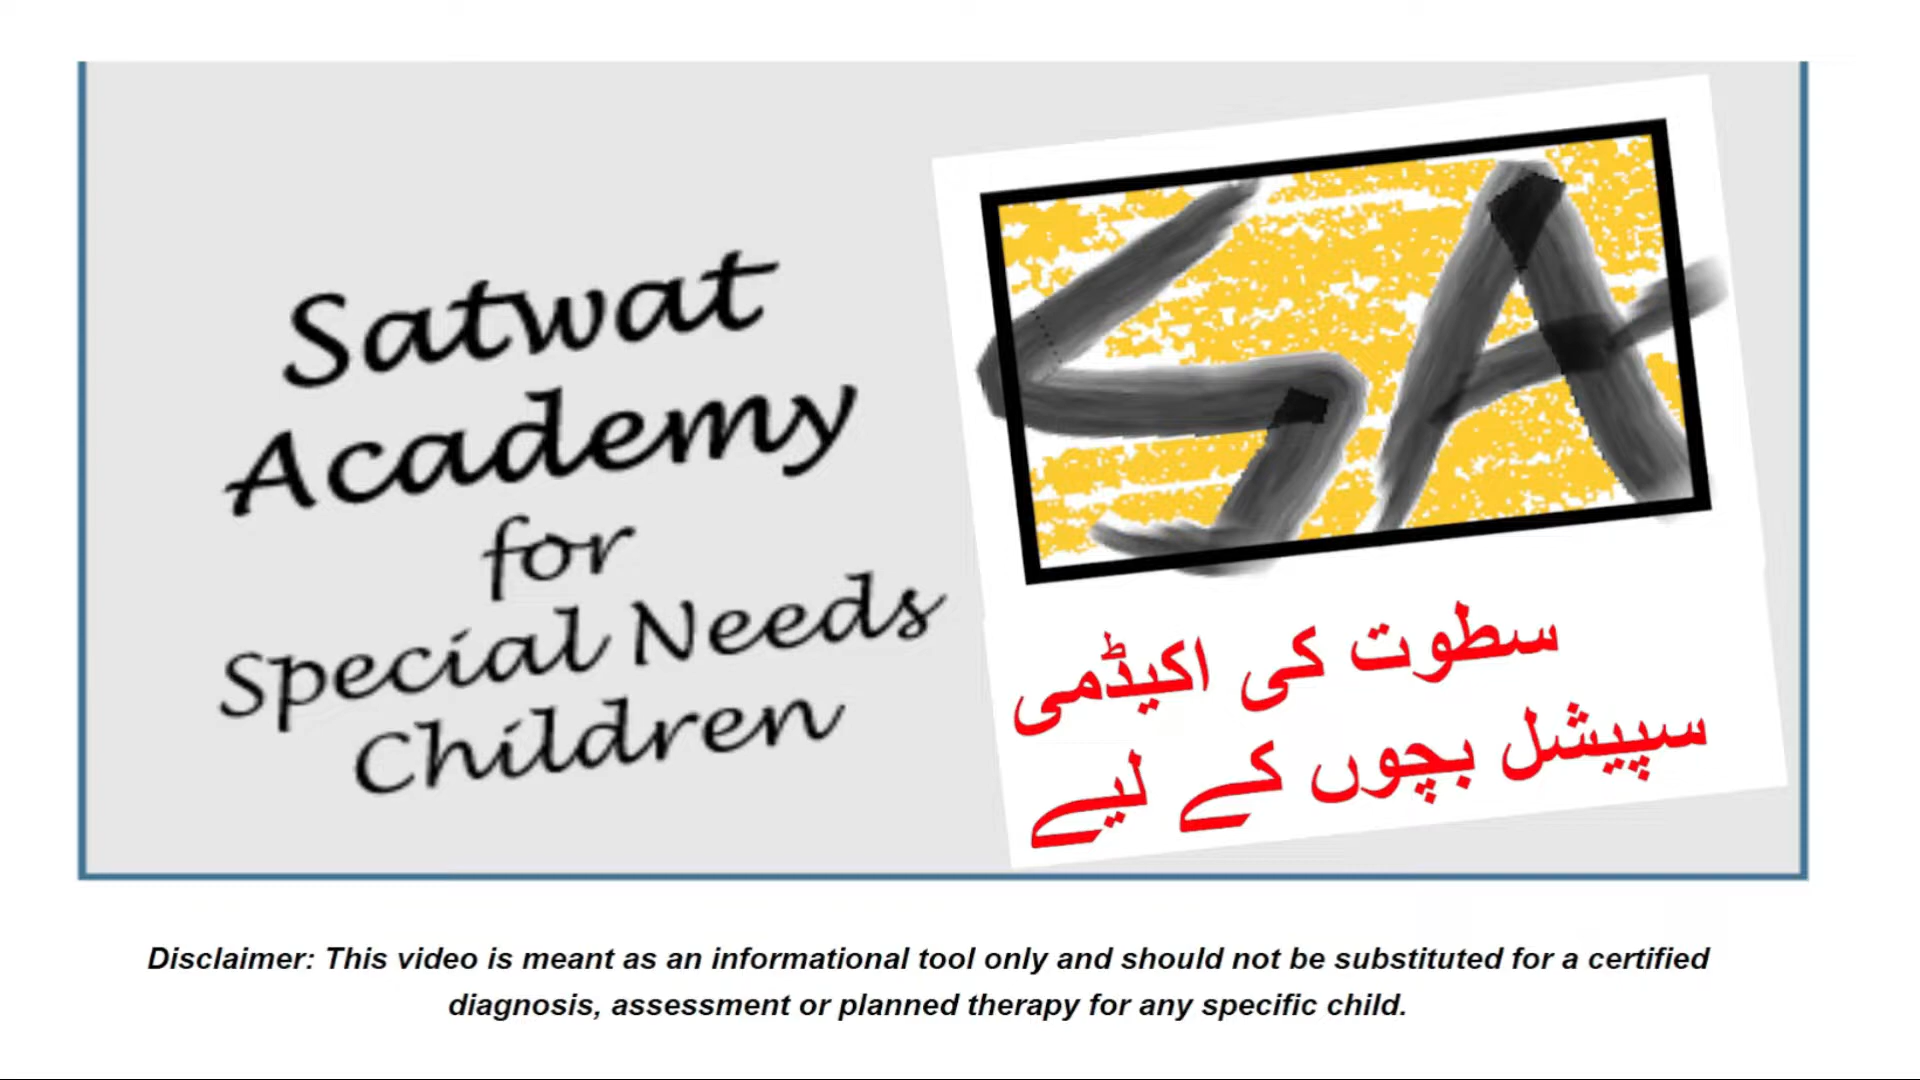 Satwat
Academy
for
Special Needs
Children
SA
سطوت کی اکیڈمی
سپیشل بچوں کے لیے
Disclaimer: This video is meant as an informational tool only and should not be substituted for a certified
diagnosis, assessment or planned therapy for any specific child.